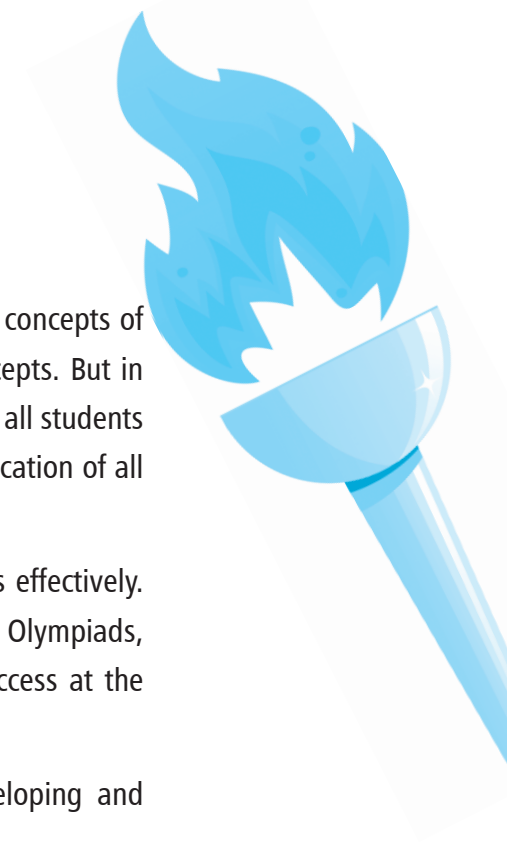 concepts of
epts. But in
all students
cation of all
s effectively.
Olympiads,
ccess at the
eloping and